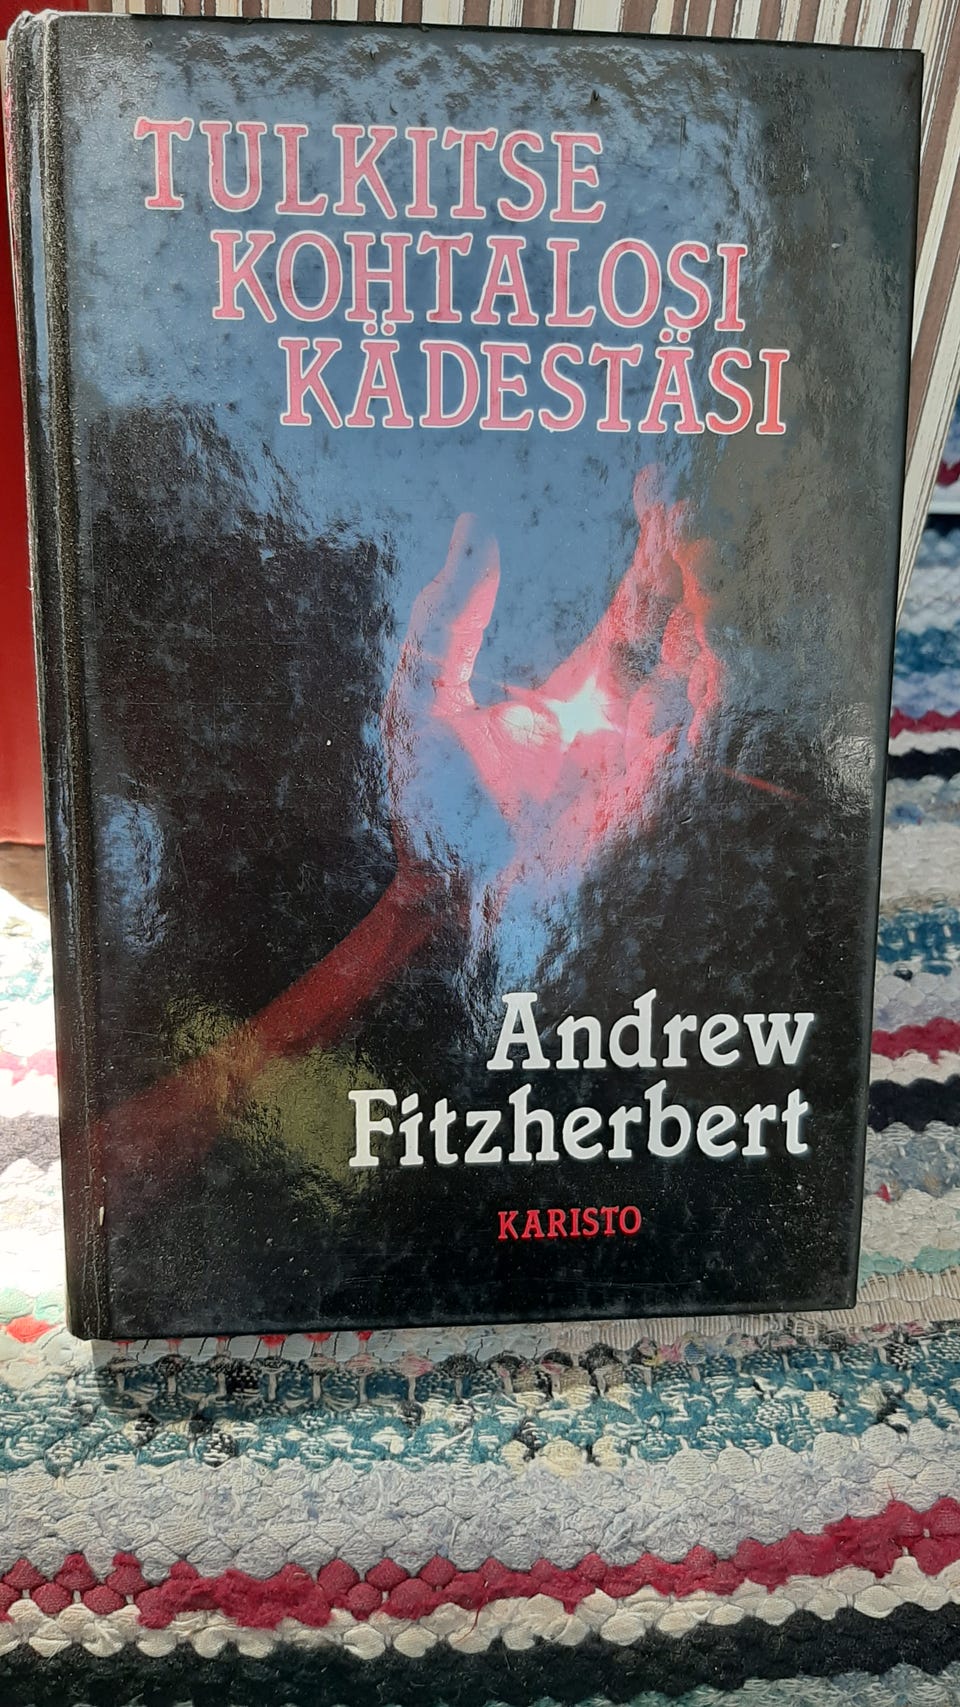 TULKITSE
KOHTALOSI
KÄDESTÄSI
Andrew
Fitzherbert
KARISTO